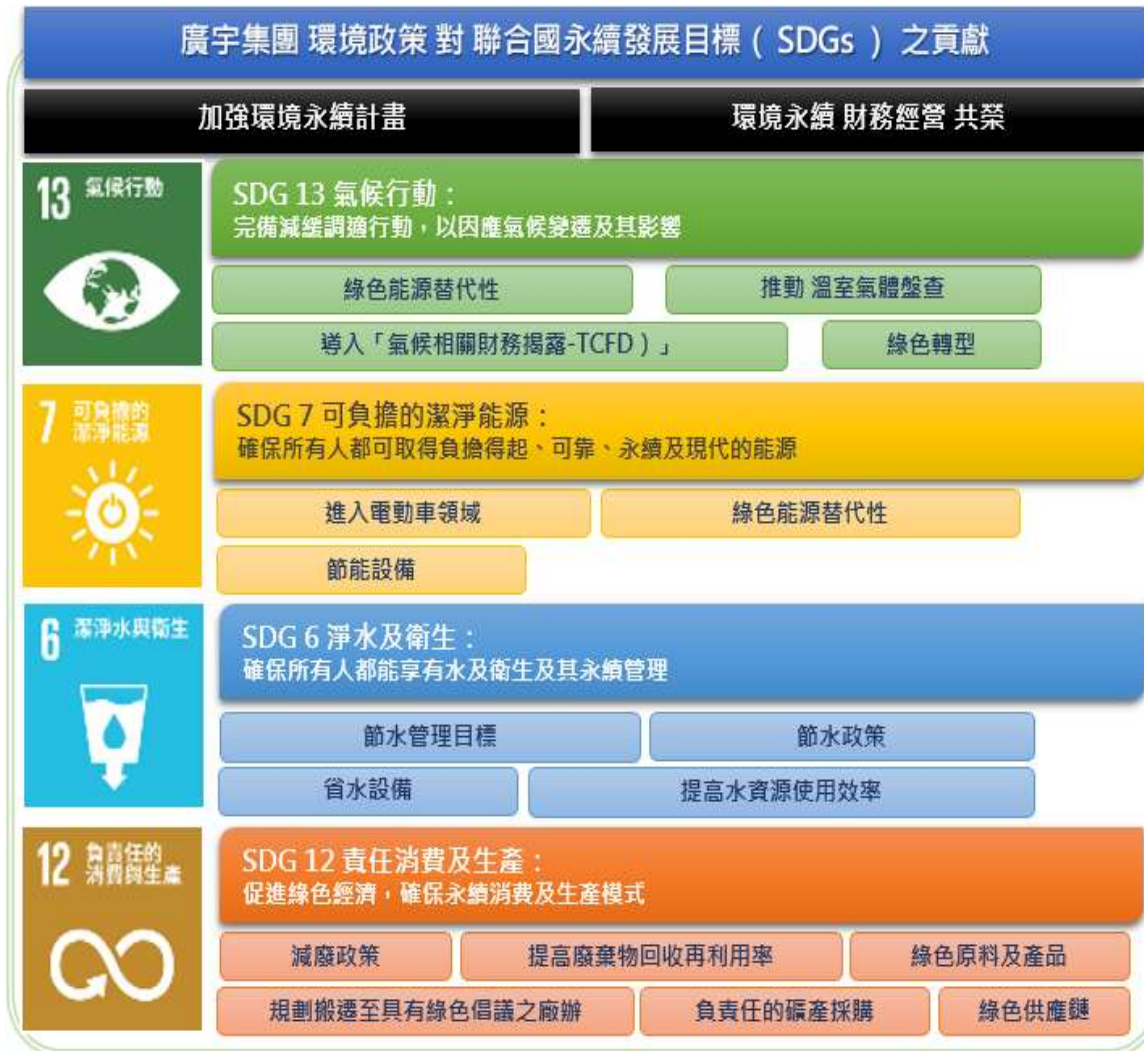 廣宇集團 環境政策 對 聯合國永續發展目標 ( SDGs ) 之貢獻
加強環境永續計畫
環境永續 財務經營 共榮
13 氣候行動
SDG 13 氣候行動：
完備減緩調適行動，以因應氣候變遷及其影響
綠色能源替代性
推動 溫室氣體盤查
導入「氣候相關財務揭露-TCFD）」
綠色轉型
7 可負擔的
潔淨能源
SDG 7 可負擔的潔淨能源：
確保所有人都可取得負擔得起、可靠、永續及現代的能源
進入電動車領域
綠色能源替代性
節能設備
6 潔淨水與衛生
SDG 6 淨水及衛生：
確保所有人都能享有水及衛生及其永續管理
節水管理目標
節水政策
省水設備
提高水資源使用效率
12 負責任的
消費與生產
SDG 12 責任消費及生產：
促進綠色經濟，確保永續消費及生產模式
減廢政策
提高廢棄物回收再利用率
綠色原料及產品
規劃搬遷至具有綠色倡議之廠辦
負責任的礦產採購
綠色供應鏈